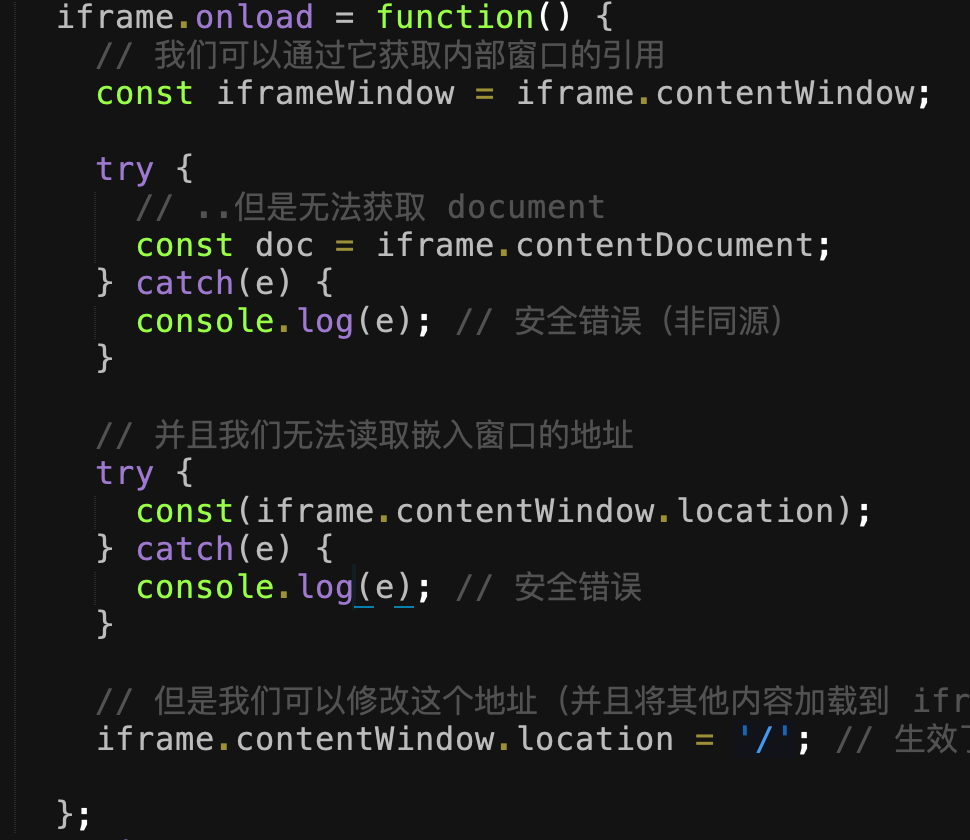 iframe.onload = function() {
// 我们可以通过它获取内部窗口的引用
const iframeWindow = iframe.contentWindow;
try {
// ..但是无法获取 document
const doc = iframe.contentDocument;
} catch(e) {
console.log(e); // 安全错误（非同源）
}
// 并且我们无法读取嵌入窗口的地址
try {
const(iframe.contentWindow.location);
} catch(e) {
console.log(e); // 安全错误
}
// 但是我们可以修改这个地址（并且将其他内容加载到 ifr
iframe.contentWindow.location = '/'; // 生效了
};